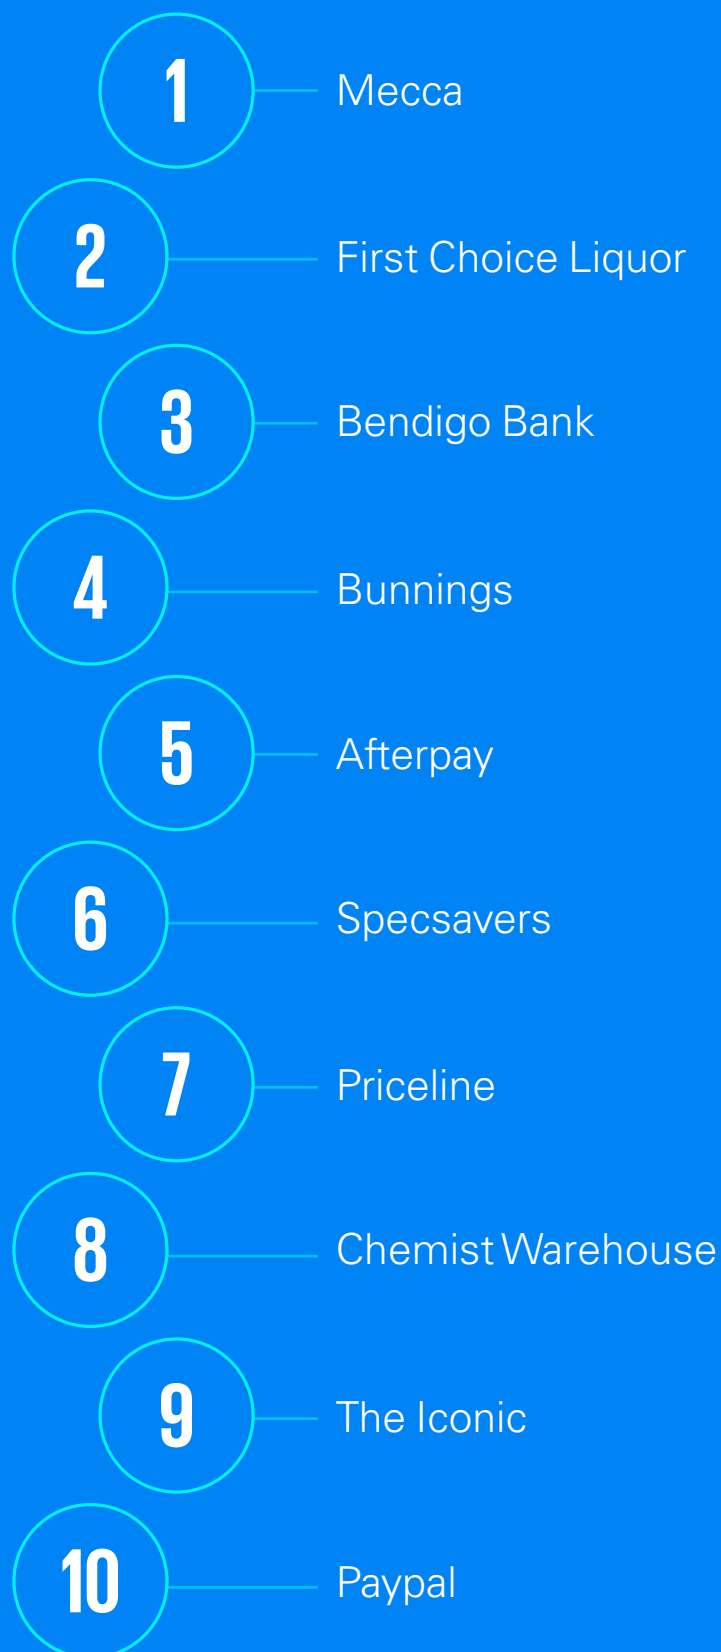 1 Mecca
2 First Choice Liquor
3 Bendigo Bank
4 Bunnings
5 Afterpay
6 Specsavers
7 Priceline
8 Chemist Warehouse
9 The Iconic
10 Paypal